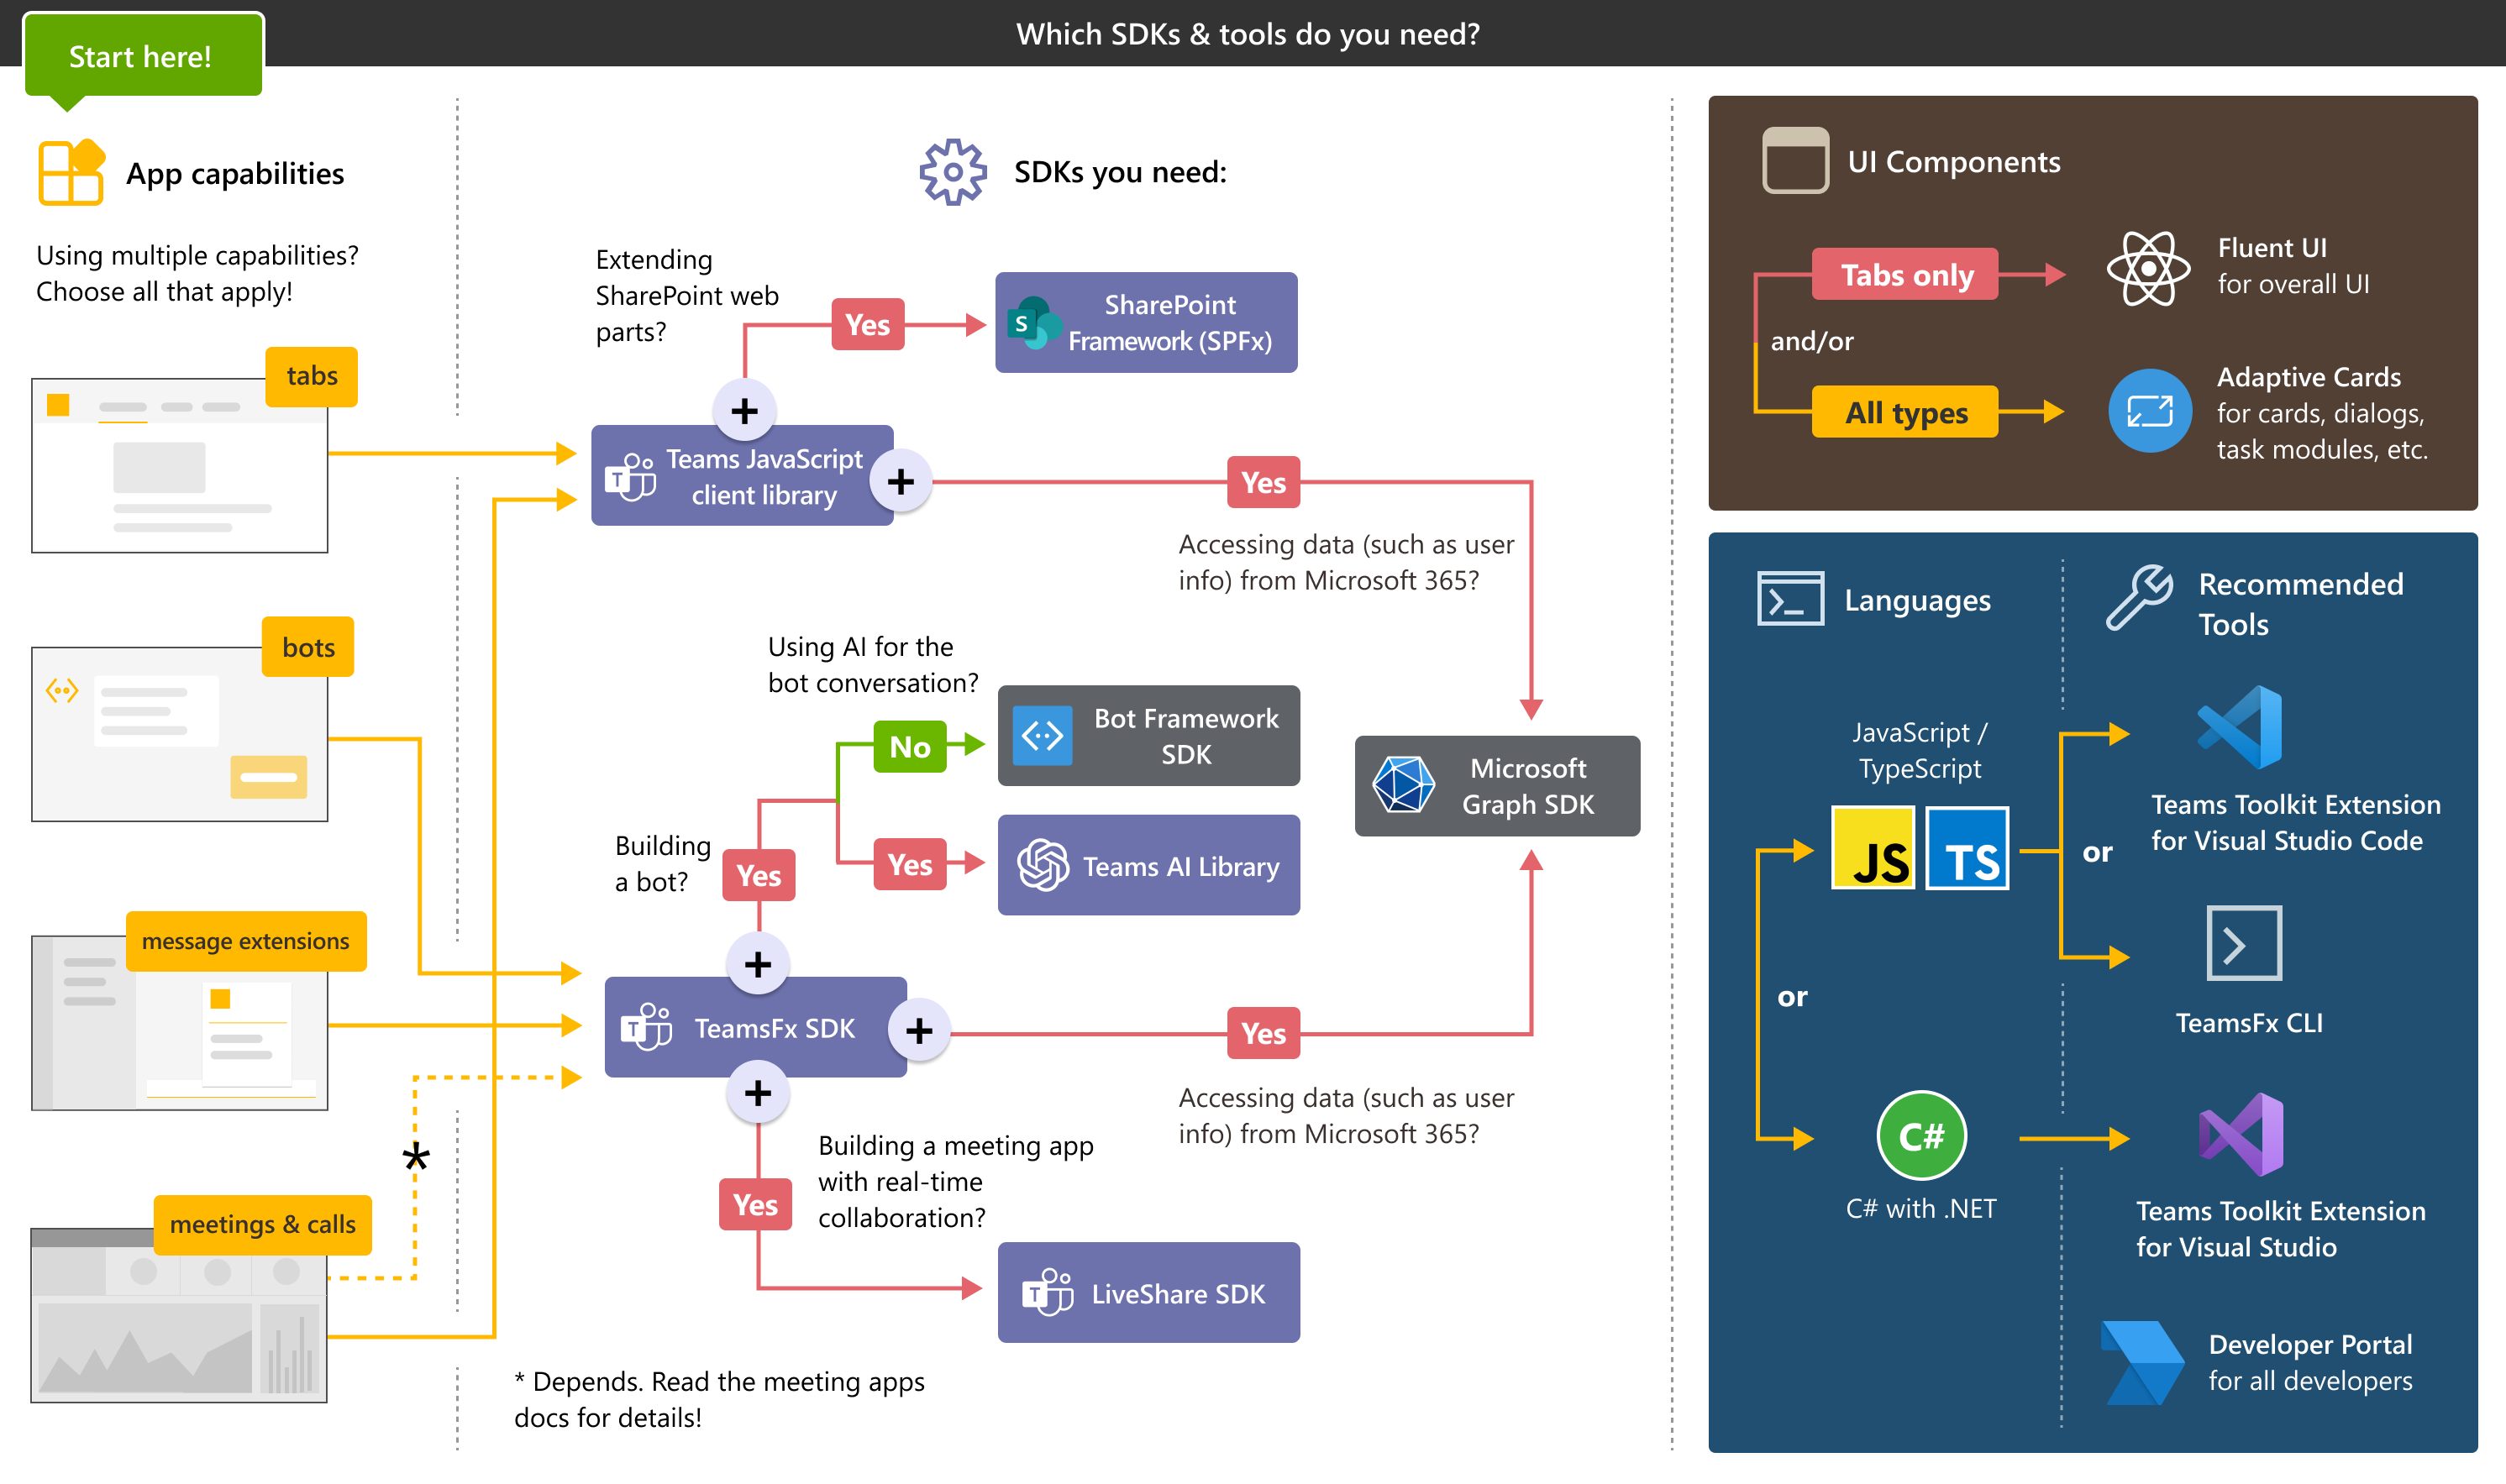 Which SDKs & tools do you need?
Start here!
App capabilities
Using multiple capabilities?
Choose all that apply!
tabs
bots
message extensions
meetings & calls
*
SDKs you need:
Extending
SharePoint web
parts?
Yes
S
SharePoint
Framework (SPFx)
+
T
Teams JavaScript
client library
+
Yes
Accessing data (such as user
info) from Microsoft 365?
Using AI for the
bot conversation?
No
Bot Framework
SDK
Microsoft
Graph SDK
Building
a bot?
Yes
Yes
Teams AI Library
+
T
TeamsFx SDK
+
Yes
Accessing data (such as user
info) from Microsoft 365?
+
Building a meeting app
with real-time
collaboration?
Yes
T
LiveShare SDK
* Depends. Read the meeting apps
docs for details!
UI Components
Tabs only
Fluent UI
for overall UI
and/or
All types
Adaptive Cards
for cards, dialogs,
task modules, etc.
Languages
Recommended
Tools
JavaScript /
TypeScript
JS
TS
or
Teams Toolkit Extension
for Visual Studio Code
or
TeamsFx CLI
C#
C# with .NET
Teams Toolkit Extension
for Visual Studio
Developer Portal
for all developers